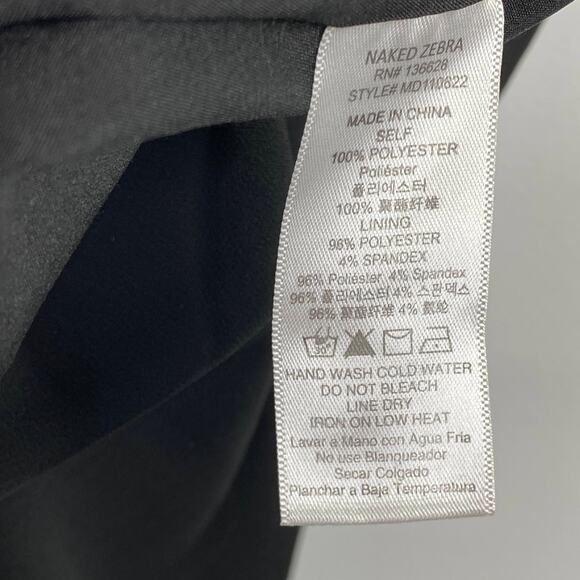 NAKED ZEBRA
RN# 136628
STYLE# MD110822
MADE IN CHINA
SELF
100% POLYESTER
Poliéster
폴리에스터
100% 聚酯纤维
LINING
96% POLYESTER
4% SPANDEX
96% Poliéster 4% Spandex
96% 폴리에스터 4% 스판덱스
96% 聚酯纤维 4% 氨纶
30°
HAND WASH COLD WATER
DO NOT BLEACH
LINE DRY
IRON ON LOW HEAT
Lavar a Mano con Agua Fria
No use Blanqueador
Secar Colgado
Planchar a Baja Temperatura